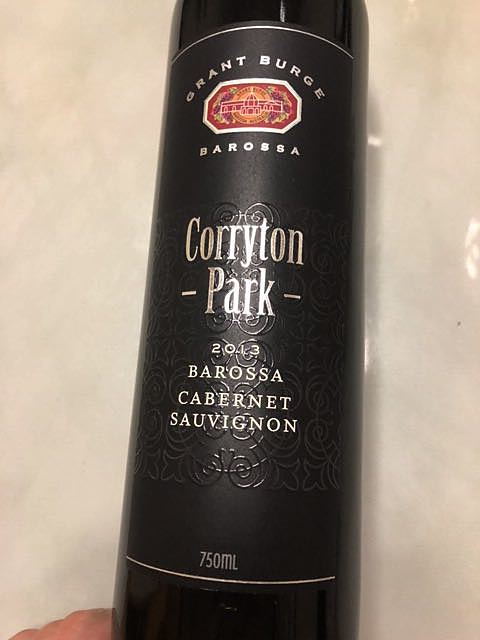 GRANT BURGE
BAROSSA
Corryton
- Park -
2013
BAROSSA
CABERNET
SAUVIGNON
750ML